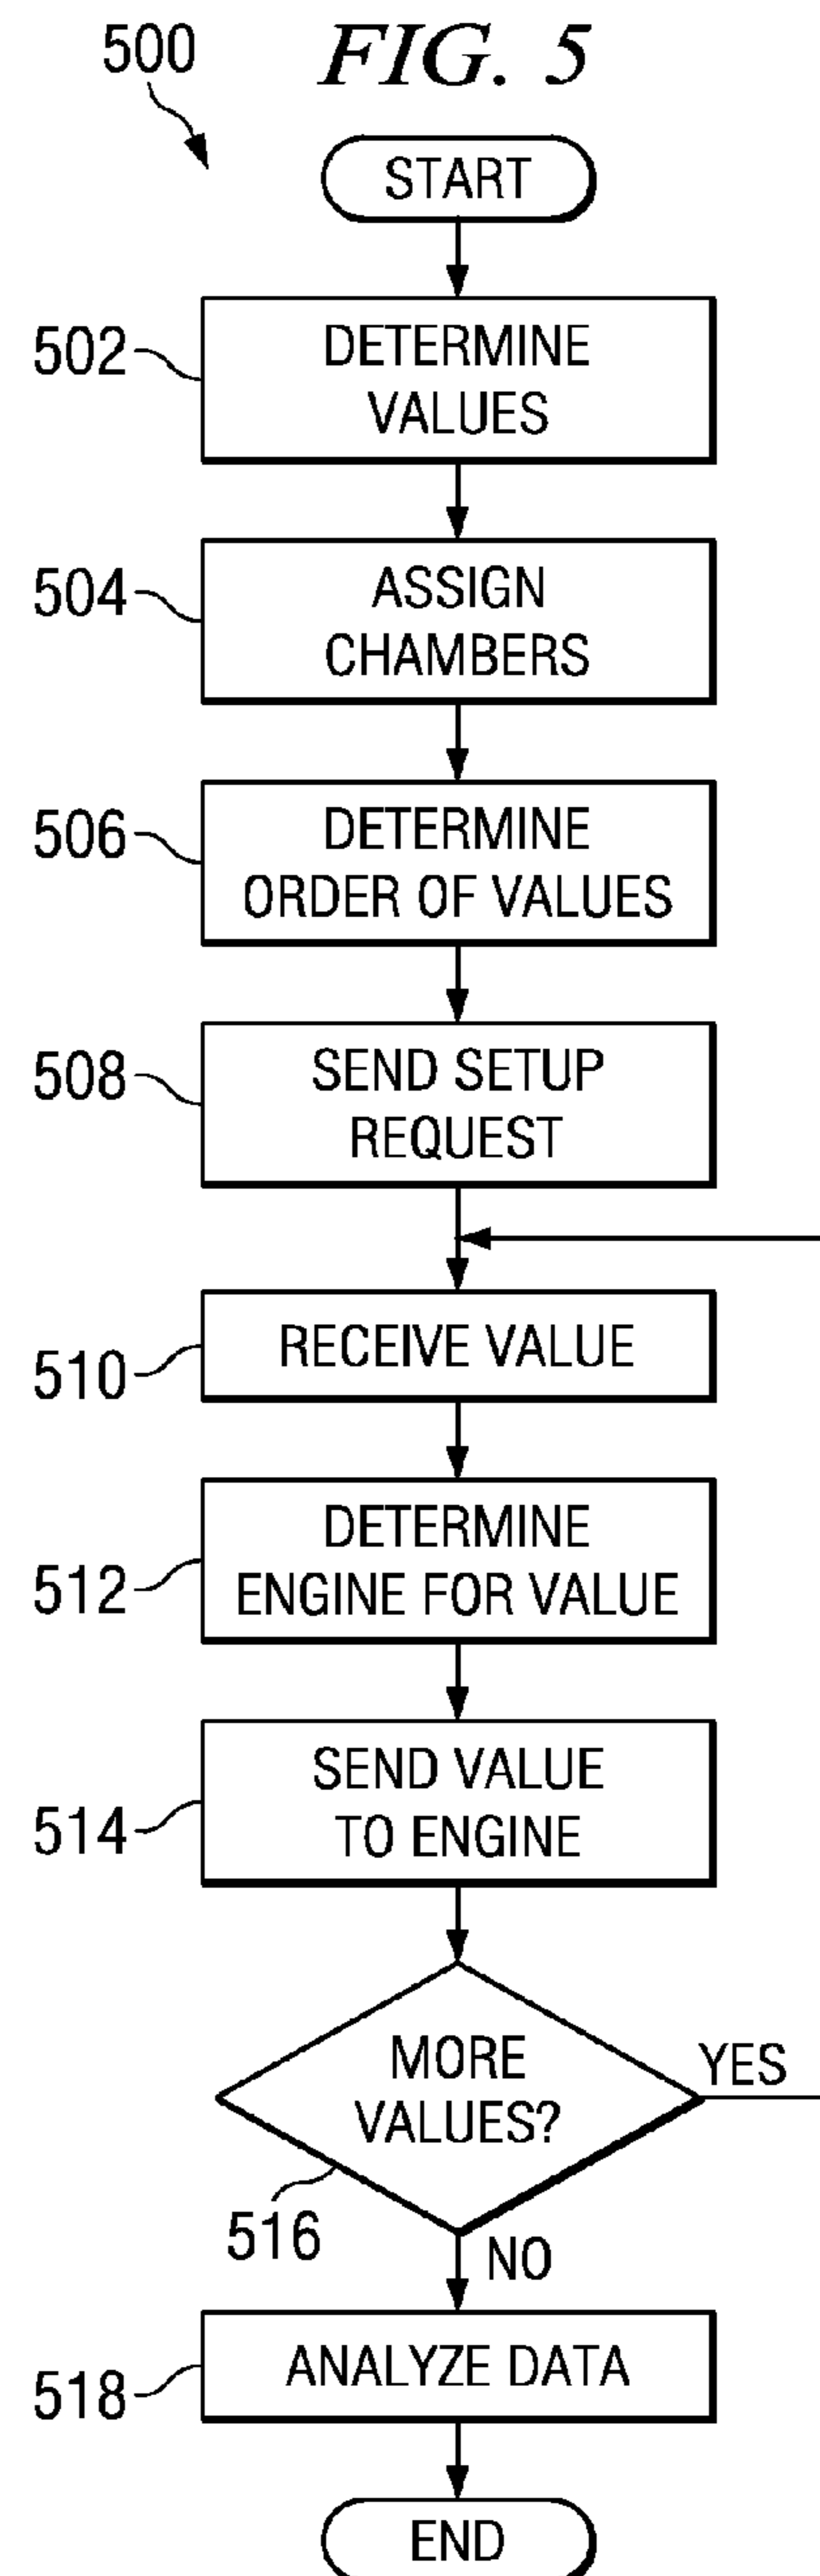 500
FIG. 5
START
502
DETERMINE
VALUES
504
ASSIGN
CHAMBERS
506
DETERMINE
ORDER OF VALUES
508
SEND SETUP
REQUEST
510
RECEIVE VALUE
512
DETERMINE
ENGINE FOR VALUE
514
SEND VALUE
TO ENGINE
MORE
VALUES?
YES
516
NO
518
ANALYZE DATA
END